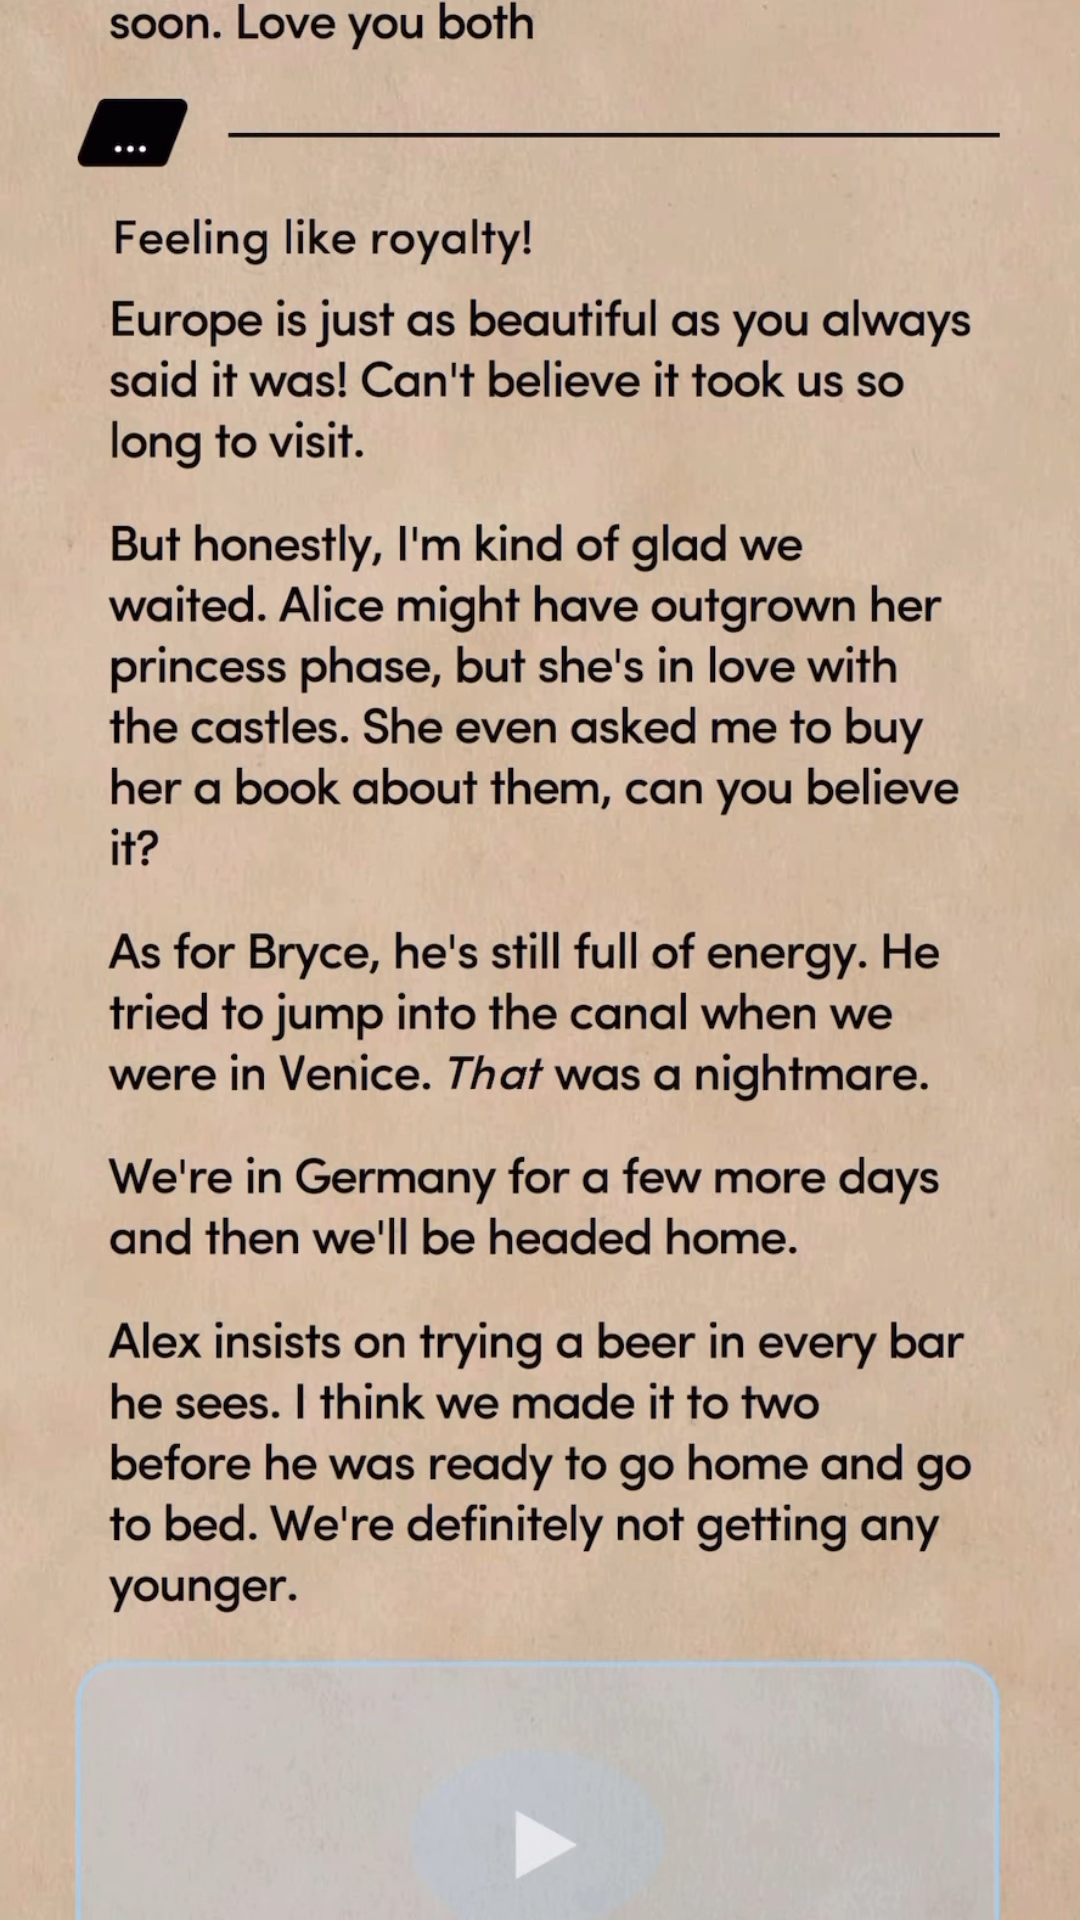 soon. Love you both
...
Feeling like royalty!
Europe is just as beautiful as you always
said it was! Can't believe it took us so
long to visit.
But honestly, I'm kind of glad we
waited. Alice might have outgrown her
princess phase, but she's in love with
the castles. She even asked me to buy
her a book about them, can you believe
it?
As for Bryce, he's still full of energy. He
tried to jump into the canal when we
were in Venice. That was a nightmare.
We're in Germany for a few more days
and then we'll be headed home.
Alex insists on trying a beer in every bar
he sees. I think we made it to two
before he was ready to go home and go
to bed. We're definitely not getting any
younger.